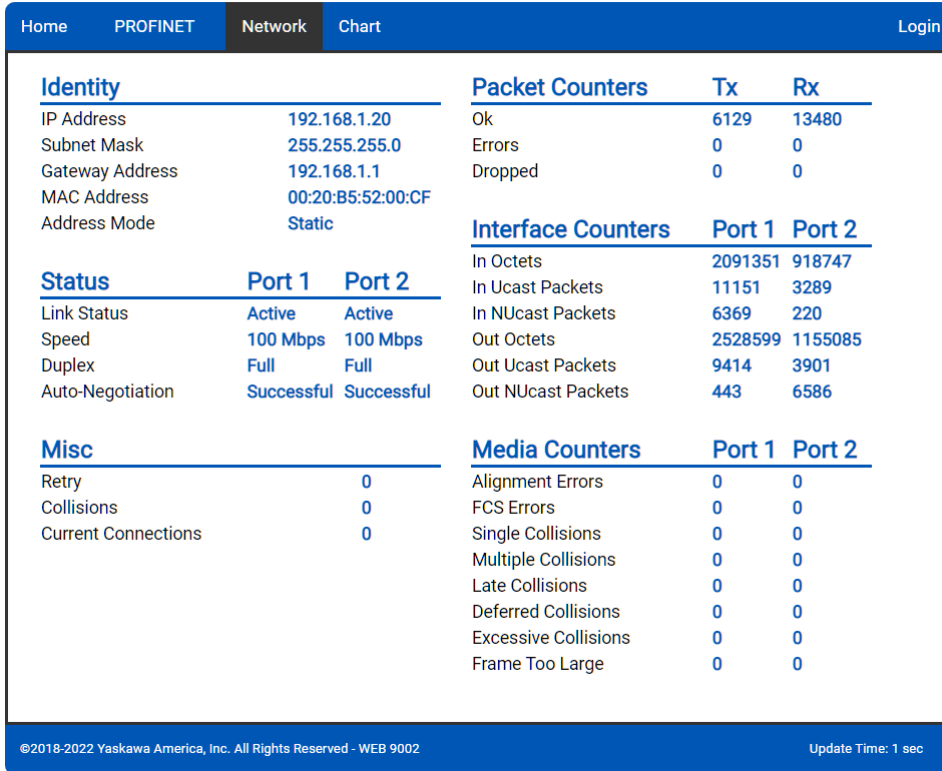 Home PROFINET Network Chart Login
Identity
IP Address 192.168.1.20
Subnet Mask 255.255.255.0
Gateway Address 192.168.1.1
MAC Address 00:20:B5:52:00:CF
Address Mode Static
Status Port 1 Port 2
Link Status Active Active
Speed 100 Mbps 100 Mbps
Duplex Full Full
Auto-Negotiation Successful Successful
Misc
Retry 0
Collisions 0
Current Connections 0
Packet Counters Tx Rx
Ok 6129 13480
Errors 0 0
Dropped 0 0
Interface Counters Port 1 Port 2
In Octets 2091351 918747
In Ucast Packets 11151 3289
In NUcast Packets 6369 220
Out Octets 2528599 1155085
Out Ucast Packets 9414 3901
Out NUcast Packets 443 6586
Media Counters Port 1 Port 2
Alignment Errors 0 0
FCS Errors 0 0
Single Collisions 0 0
Multiple Collisions 0 0
Late Collisions 0 0
Deferred Collisions 0 0
Excessive Collisions 0 0
Frame Too Large 0 0
©2018-2022 Yaskawa America, Inc. All Rights Reserved - WEB 9002 Update Time: 1 sec